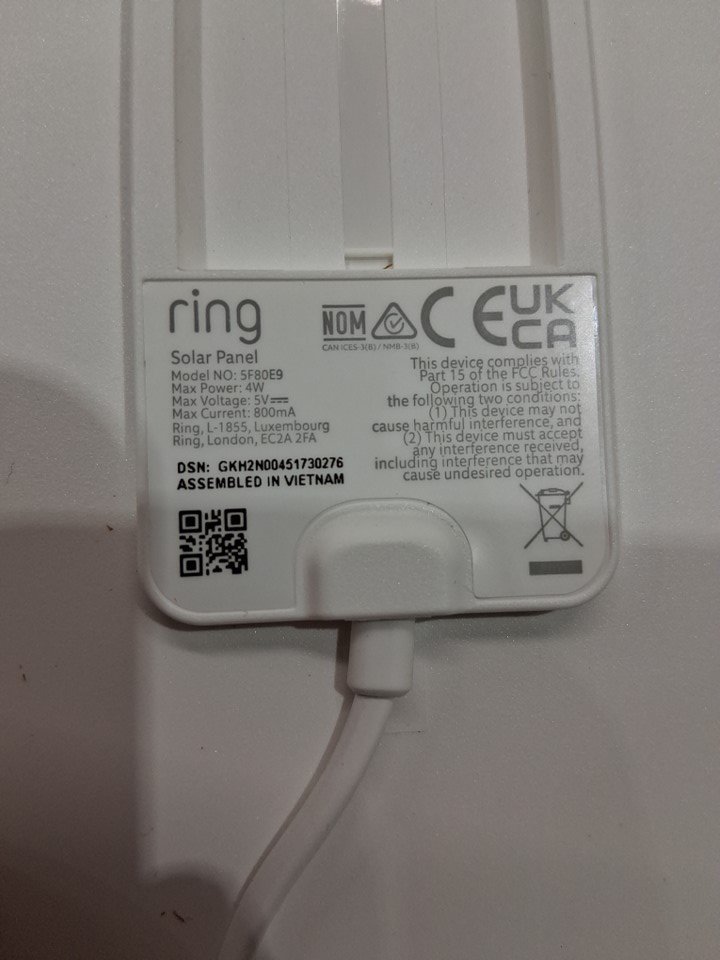 ring
Solar Panel
Model NO: 5F80E9
Max Power: 4W
Max Voltage: 5V⎓
Max Current: 800mA
Ring, L-1855, Luxembourg
Ring, London, EC2A 2FA
DSN: GKH2N00451730276
ASSEMBLED IN VIETNAM
NOM CE UK
CA
CAN ICES-3(B) / NMB-3(B)
This device complies with
Part 15 of the FCC Rules.
Operation is subject to
the following two conditions:
(1) This device may not
cause harmful interference, and
(2) This device must accept
any interference received,
including interference that may
cause undesired operation.